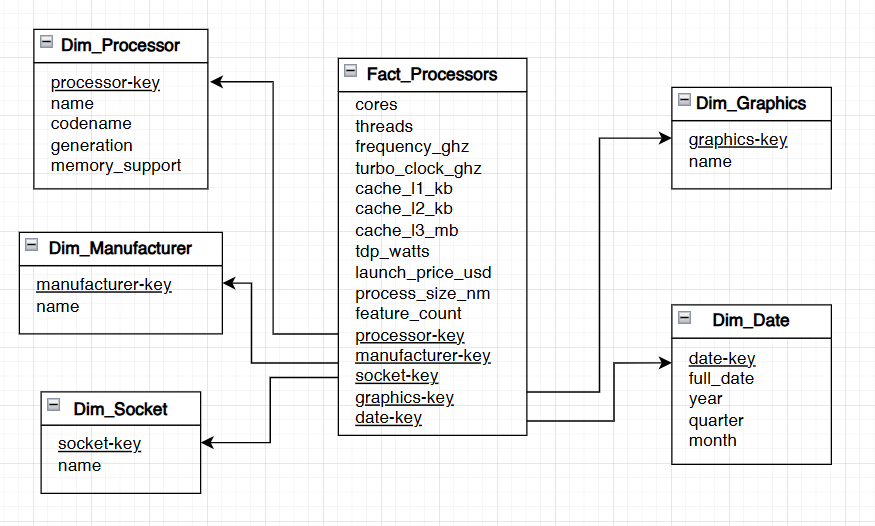 Dim_Processor
processor-key
name
codename
generation
memory_support
Dim_Manufacturer
manufacturer-key
name
Dim_Socket
socket-key
name
Fact_Processors
cores
threads
frequency_ghz
turbo_clock_ghz
cache_l1_kb
cache_l2_kb
cache_l3_mb
tdp_watts
launch_price_usd
process_size_nm
feature_count
processor-key
manufacturer-key
socket-key
graphics-key
date-key
Dim_Graphics
graphics-key
name
Dim_Date
date-key
full_date
year
quarter
month